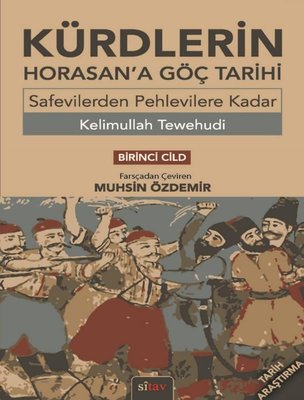 KÜRDLERİN
HORASAN'A GÖÇ TARİHİ
Safevilerden Pehlevilere Kadar
Kelimullah Tewehudi
BİRİNCİ CİLD
Farsçadan Çeviren
MUHSİN ÖZDEMİR
TARİH
ARAŞTIRMA
sitav